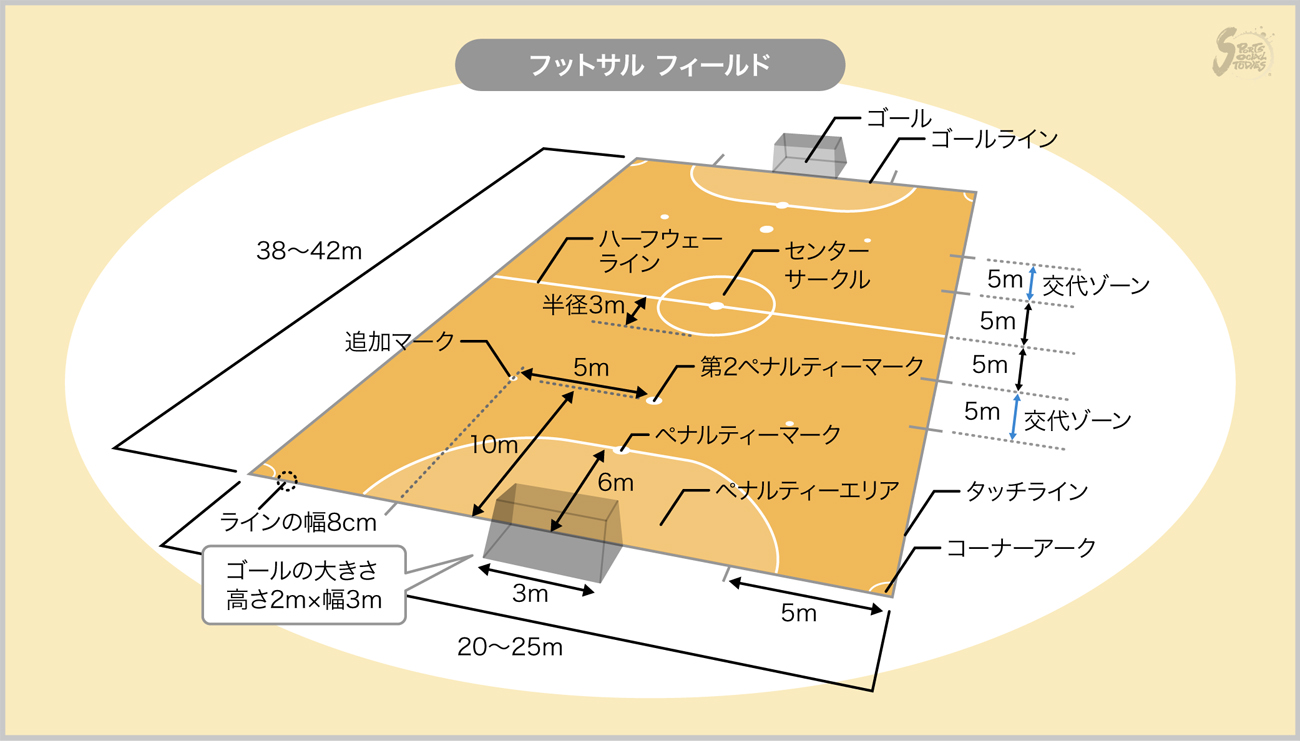 フットサル フィールド
SPORTS
SOCIAL
TODAYS
ゴール
ゴールライン
38〜42m
ハーフウェー
ライン
センター
サークル
5m
交代ゾーン
半径3m
5m
追加マーク
5m
第2ペナルティーマーク
5m
5m
交代ゾーン
10m
ペナルティーマーク
6m
ペナルティーエリア
タッチライン
ラインの幅8cm
コーナーアーク
ゴールの大きさ
高さ2m×幅3m
3m
5m
20〜25m